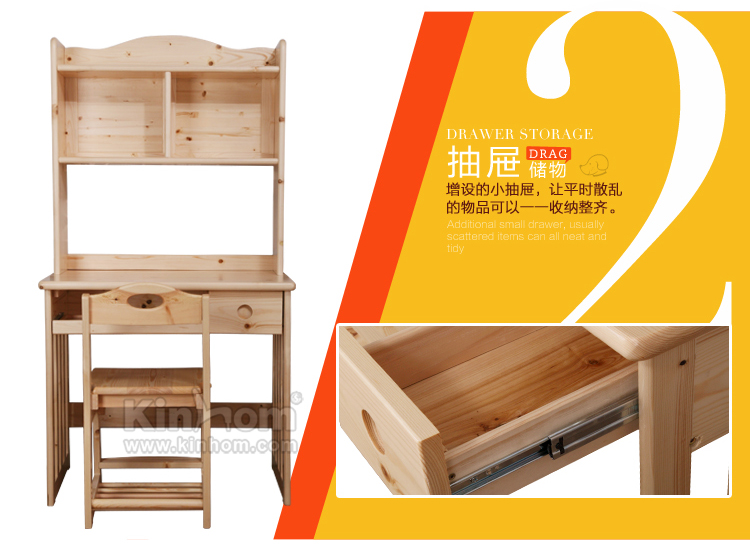 2
DRAWER STORAGE
抽屉 DRAG
储物
增设的小抽屉，让平时散乱
的物品可以一一收纳整齐。
Additional small drawer, usually
scattered items can all neat and
tidy
Kinhom®
www.kinhom.com